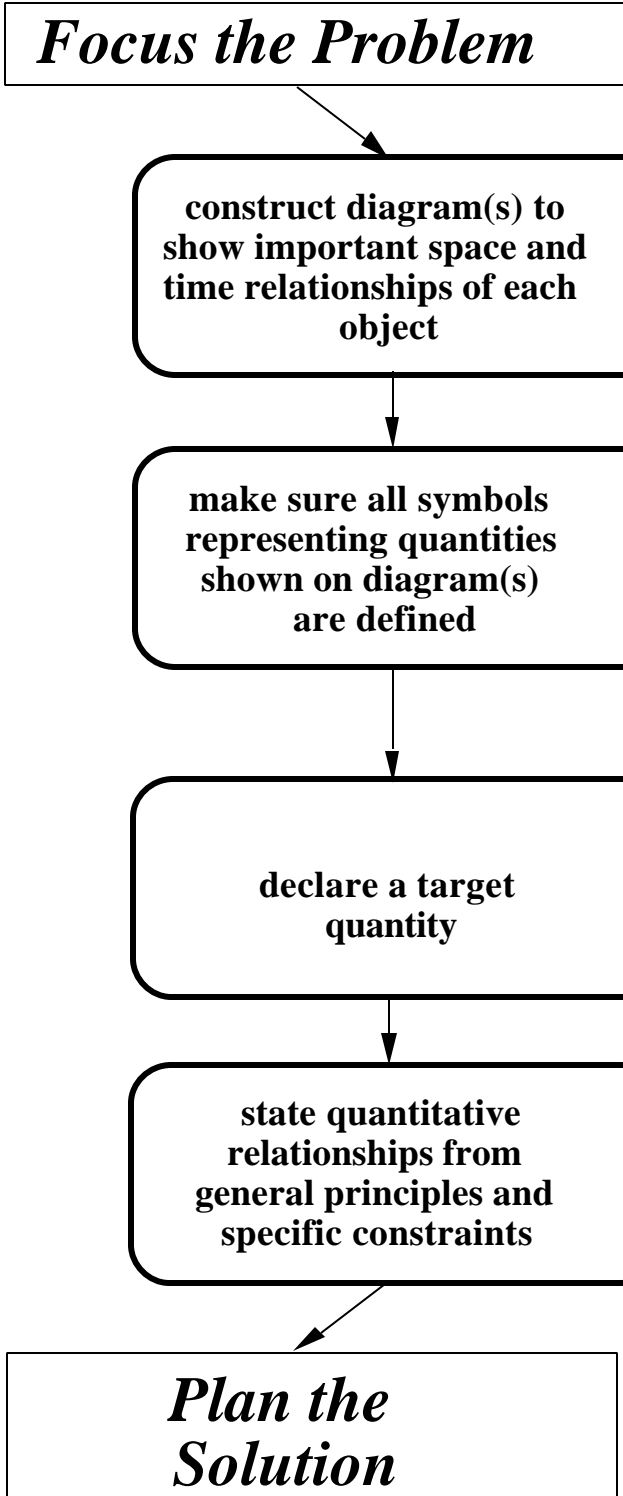 Focus the Problem
construct diagram(s) to
show important space and
time relationships of each
object
make sure all symbols
representing quantities
shown on diagram(s)
are defined
declare a target
quantity
state quantitative
relationships from
general principles and
specific constraints
Plan the
Solution